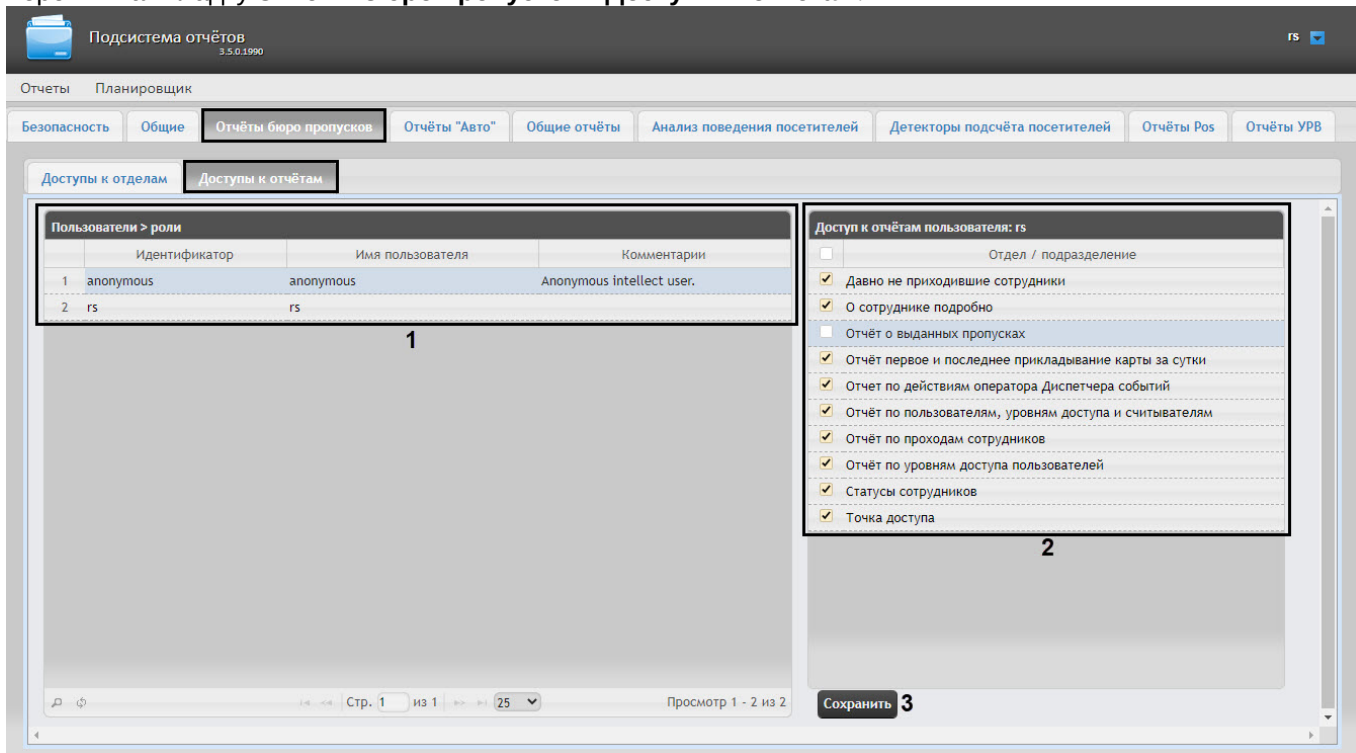 Подсистема отчётов
3.5.0.1990
rs
Отчеты Планировщик
Безопасность Общие Отчёты бюро пропусков Отчёты "Авто" Общие отчёты Анализ поведения посетителей Детекторы подсчёта посетителей Отчёты Pos Отчёты УРВ
Доступы к отделам Доступы к отчётам
Пользователи > роли
Идентификатор Имя пользователя Комментарии
1 anonymous anonymous Anonymous intellect user.
2 rs rs
1
Доступ к отчётам пользователя: rs
Отдел / подразделение
Давно не приходившие сотрудники
О сотруднике подробно
Отчёт о выданных пропусках
Отчёт первое и последнее прикладывание карты за сутки
Отчет по действиям оператора Диспетчера событий
Отчёт по пользователям, уровням доступа и считывателям
Отчёт по проходам сотрудников
Отчёт по уровням доступа пользователей
Статусы сотрудников
Точка доступа
2
Стр. 1 из 1 25 Просмотр 1 - 2 из 2
Сохранить 3